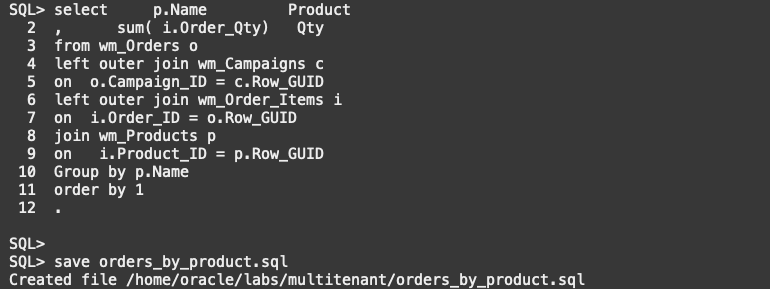 SQL> select     p.Name         Product
  2  ,      sum( i.Order_Qty)   Qty
  3  from wm_Orders o
  4  left outer join wm_Campaigns c
  5  on  o.Campaign_ID = c.Row_GUID
  6  left outer join wm_Order_Items i
  7  on  i.Order_ID = o.Row_GUID
  8  join wm_Products p
  9  on   i.Product_ID = p.Row_GUID
 10  Group by p.Name
 11  order by 1
 12  .
SQL>
SQL> save orders_by_product.sql
Created file /home/oracle/labs/multitenant/orders_by_product.sql